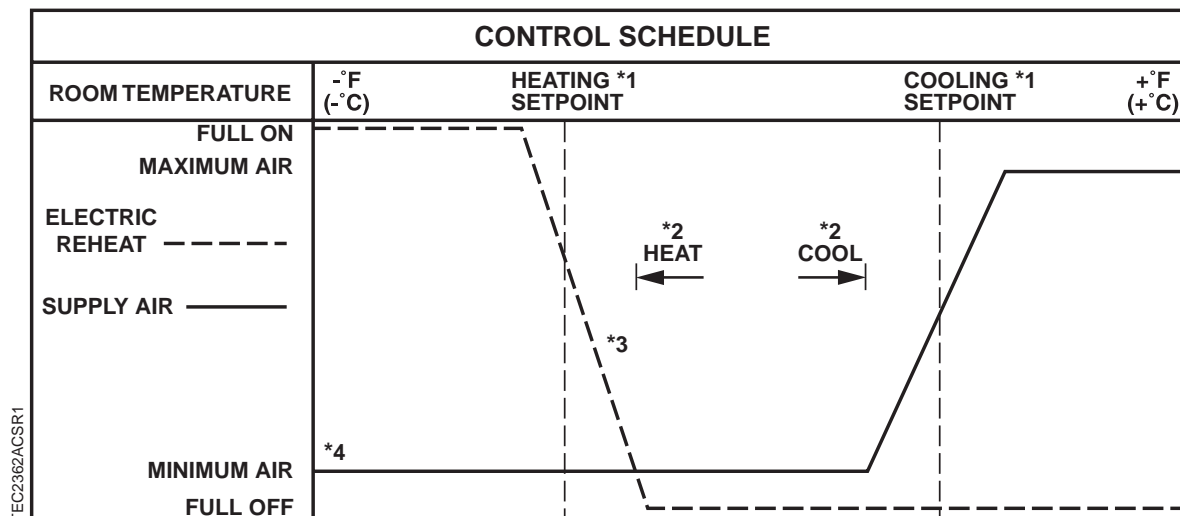 CONTROL SCHEDULE
ROOM TEMPERATURE
-˚F
(-˚C)
HEATING *1
SETPOINT
COOLING *1
SETPOINT
+˚F
(+˚C)
FULL ON
MAXIMUM AIR
ELECTRIC
REHEAT
*2
HEAT
*2
COOL
SUPPLY AIR
*3
*4
MINIMUM AIR
FULL OFF
TEC2362ACSR1